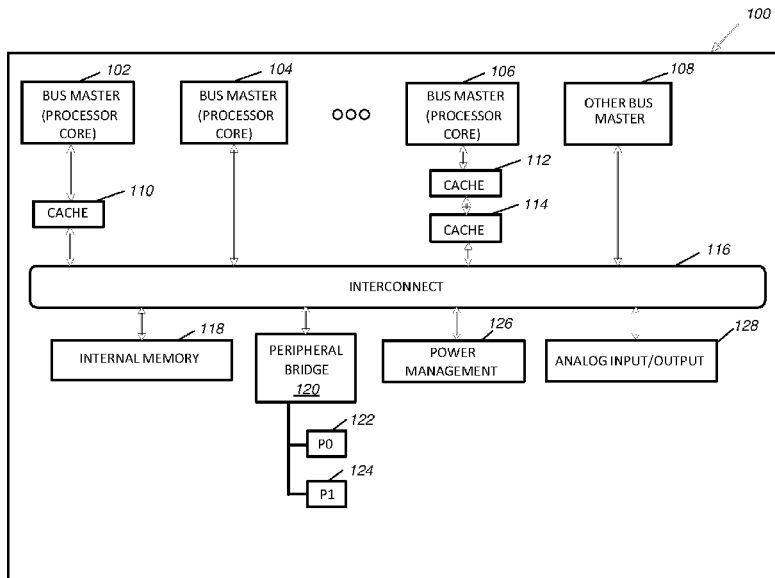 100
102
104
106
108
BUS MASTER
(PROCESSOR
CORE)
BUS MASTER
(PROCESSOR
CORE)
OOO
BUS MASTER
(PROCESSOR
CORE)
OTHER BUS
MASTER
110
CACHE
112
CACHE
114
CACHE
116
INTERCONNECT
118
INTERNAL MEMORY
PERIPHERAL
BRIDGE
120
126
POWER
MANAGEMENT
128
ANALOG INPUT/OUTPUT
122
P0
124
P1